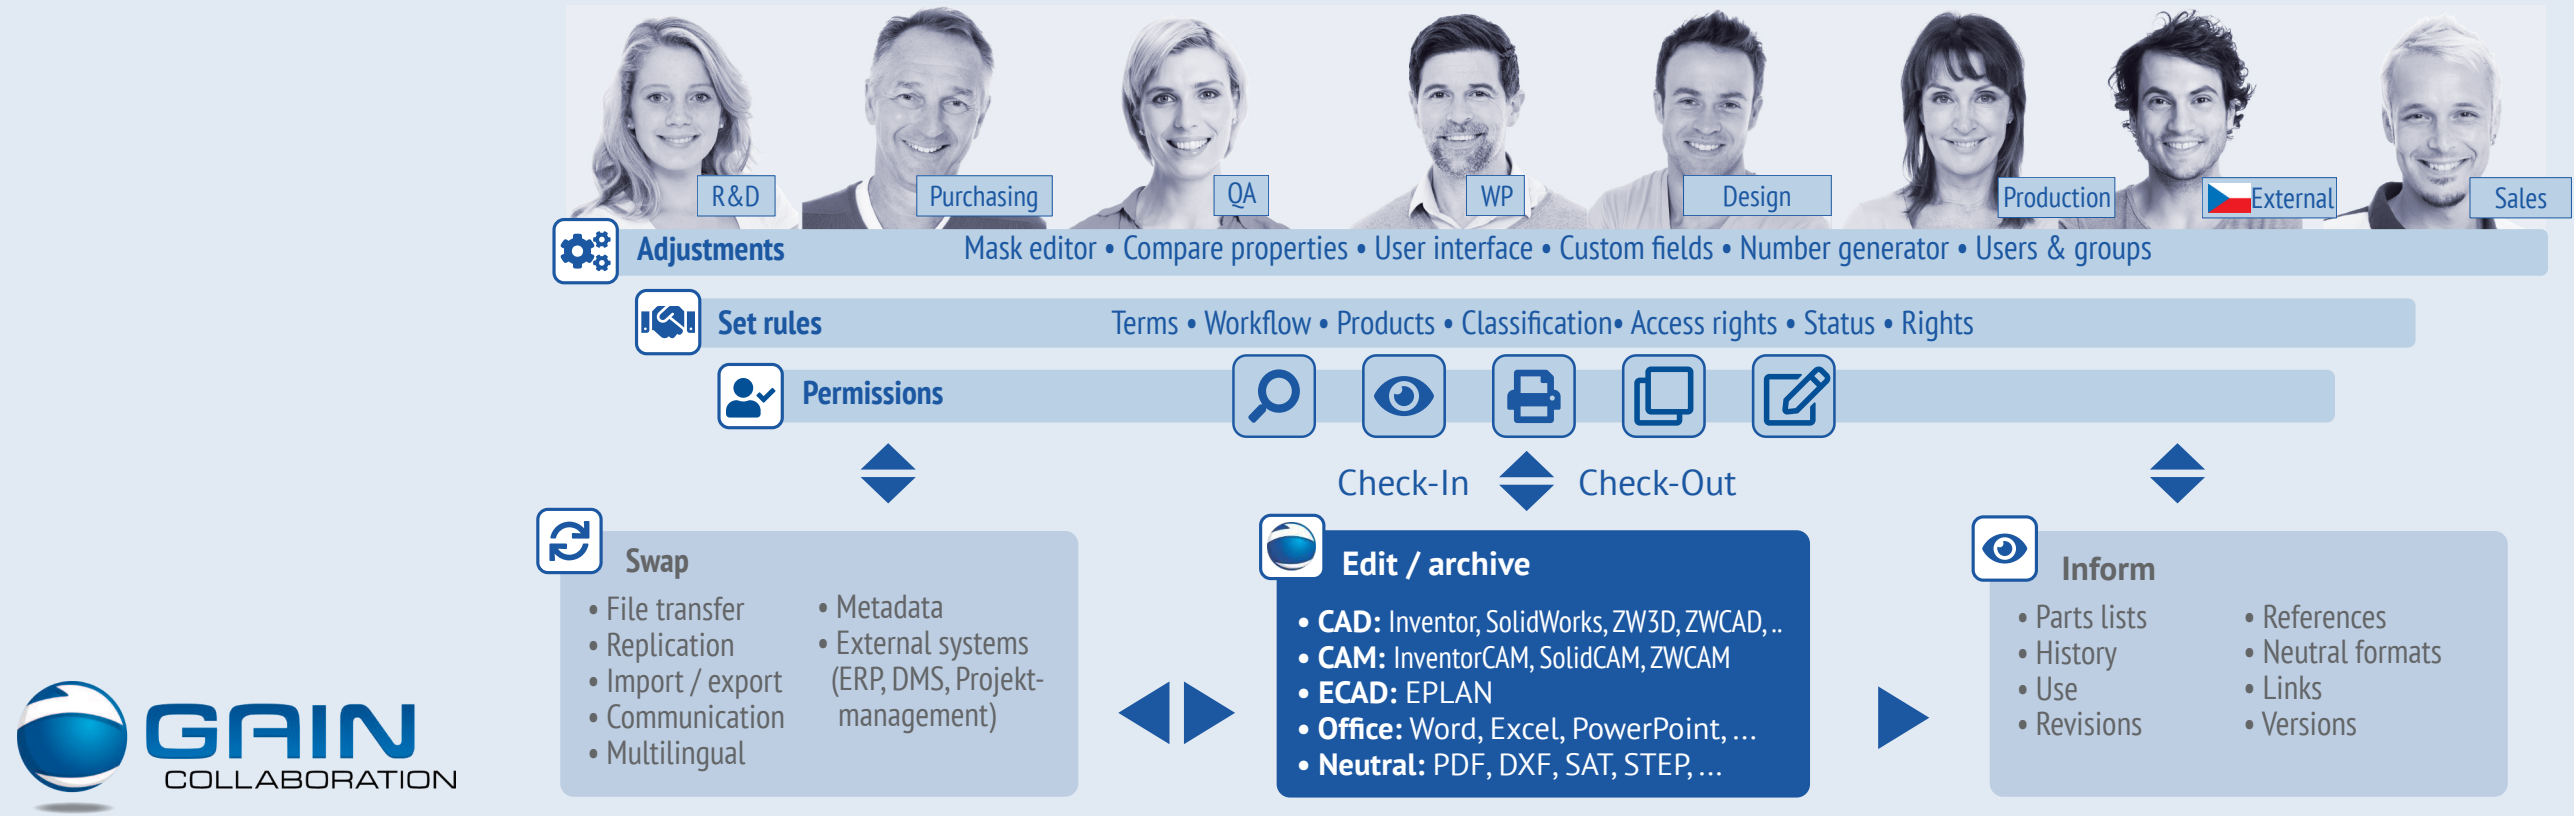 R&D
Purchasing
QA
WP
Design
Production
External
Sales
Adjustments
Mask editor • Compare properties • User interface • Custom fields • Number generator • Users & groups
Set rules
Terms • Workflow • Products • Classification• Access rights • Status • Rights
Permissions
Check-In
Check-Out
Swap
• File transfer
• Replication
• Import / export
• Communication
• Multilingual
• Metadata
• External systems
(ERP, DMS, Projekt-
management)
Edit / archive
• CAD: Inventor, SolidWorks, ZW3D, ZWCAD, ..
• CAM: InventorCAM, SolidCAM, ZWCAM
• ECAD: EPLAN
• Office: Word, Excel, PowerPoint, ...
• Neutral: PDF, DXF, SAT, STEP, ...
Inform
• Parts lists
• History
• Use
• Revisions
• References
• Neutral formats
• Links
• Versions
GAIN
COLLABORATION